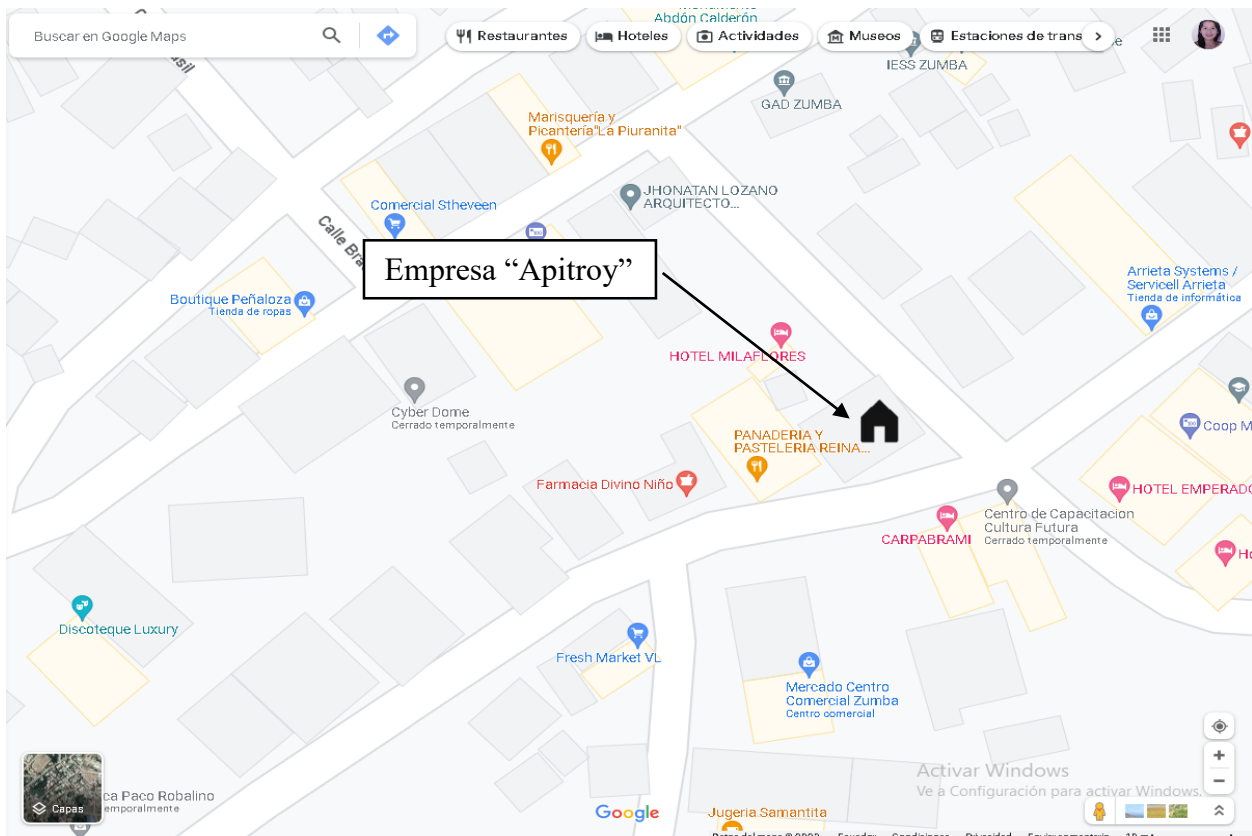 Monumento
Abdón Calderón
Buscar en Google Maps
Restaurantes
Hoteles
Actividades
Museos
Estaciones de trans
IESS ZUMBA
GAD ZUMBA
Marisquería y
Picantería"La Piuranita"
JHONATAN LOZANO
ARQUITECTO...
Comercial Stheveen
Calle Bra
Empresa “Apitroy”
Arrieta Systems /
Servicell Arrieta
Tienda de informática
Boutique Peñaloza
Tienda de ropas
HOTEL MILAFLORES
Cyber Dome
Cerrado temporalmente
PANADERIA Y
PASTELERIA REINA...
Coop M
Farmacia Divino Niño
HOTEL EMPERADO
Centro de Capacitacion
Cultura Futura
Cerrado temporalmente
CARPABRAMI
Ho
Discoteque Luxury
Fresh Market VL
Mercado Centro
Comercial Zumba
Centro comercial
Activar Windows
Ve a Configuración para activar Windows.
ca Paco Robalino
temporalmente
Capas
Google
Jugeria Samantita